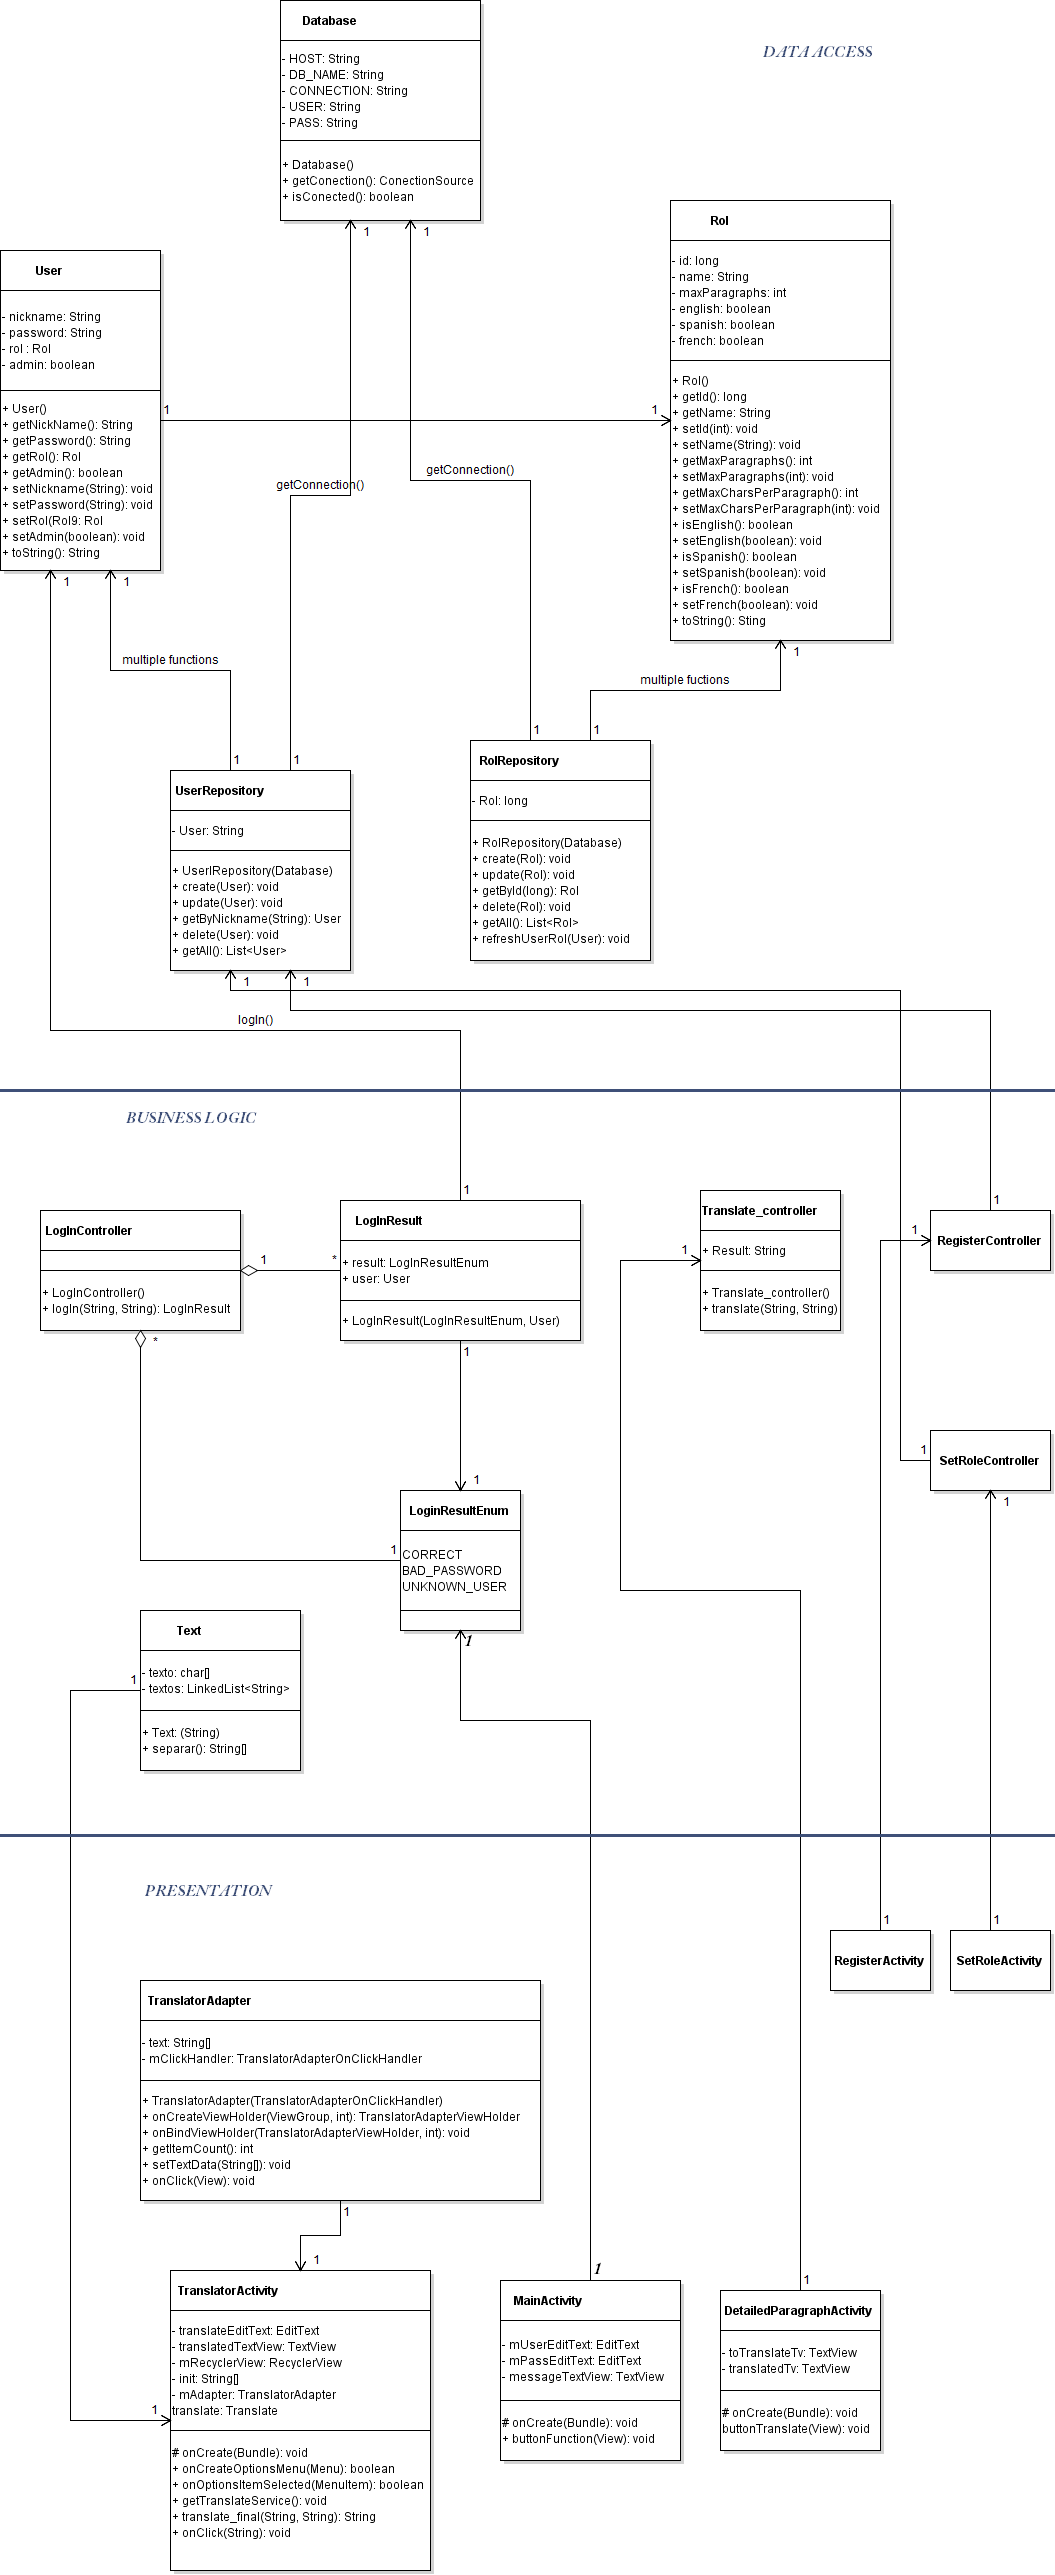 Database
- HOST: String
- DB_NAME: String
- CONNECTION: String
- USER: String
- PASS: String
+ Database()
+ getConection(): ConectionSource
+ isConected(): boolean
DATA ACCESS
1
1
User
- nickname: String
- password: String
- rol : Rol
- admin: boolean
+ User()
+ getNickName(): String
+ getPassword(): String
+ getRol(): Rol
+ getAdmin(): boolean
+ setNickname(String): void
+ setPassword(String): void
+ setRol(Rol9: Rol
+ setAdmin(boolean): void
+ toString(): String
1
1
Rol
- id: long
- name: String
- maxParagraphs: int
- english: boolean
- spanish: boolean
- french: boolean
+ Rol()
+ getId(): long
+ getName: String
+ setId(int): void
+ setName(String): void
+ getMaxParagraphs(): int
+ setMaxParagraphs(int): void
+ getMaxCharsPerParagraph(): int
+ setMaxCharsPerParagraph(int): void
+ isEnglish(): boolean
+ setEnglish(boolean): void
+ isSpanish(): boolean
+ setSpanish(boolean): void
+ isFrench(): boolean
+ setFrench(boolean): void
+ toString(): Sting
getConnection()
getConnection()
1
1
1
multiple functions
multiple fuctions
1
1
1
1
UserRepository
- User: String
+ UserlRepository(Database)
+ create(User): void
+ update(User): void
+ getByNickname(String): User
+ delete(User): void
+ getAll(): List<User>
RolRepository
- Rol: long
+ RolRepository(Database)
+ create(Rol): void
+ update(Rol): void
+ getById(long): Rol
+ delete(Rol): void
+ getAll(): List<Rol>
+ refreshUserRol(User): void
1
1
logIn()
BUSINESS LOGIC
1
1
LogInController
+ LogInController()
+ logIn(String, String): LogInResult
1
*
*
LogInResult
+ result: LogInResultEnum
+ user: User
+ LogInResult(LogInResultEnum, User)
1
Translate_controller
+ Result: String
+ Translate_controller()
+ translate(String, String)
1
RegisterController
1
SetRoleController
1
1
1
1
LoginResultEnum
CORRECT
BAD_PASSWORD
UNKNOWN_USER
1
Text
- texto: char[]
- textos: LinkedList<String>
+ Text: (String)
+ separar(): String[]
1
PRESENTATION
1
1
RegisterActivity
SetRoleActivity
TranslatorAdapter
- text: String[]
- mClickHandler: TranslatorAdapterOnClickHandler
+ TranslatorAdapter(TranslatorAdapterOnClickHandler)
+ onCreateViewHolder(ViewGroup, int): TranslatorAdapterViewHolder
+ onBindViewHolder(TranslatorAdapterViewHolder, int): void
+ getItemCount(): int
+ setTextData(String[]): void
+ onClick(View): void
1
1
1
TranslatorActivity
- translateEditText: EditText
- translatedTextView: TextView
- mRecyclerView: RecyclerView
- init: String[]
- mAdapter: TranslatorAdapter
translate: Translate
# onCreate(Bundle): void
+ onCreateOptionsMenu(Menu): boolean
+ onOptionsItemSelected(MenuItem): boolean
+ getTranslateService(): void
+ translate_final(String, String): String
+ onClick(String): void
1
MainActivity
- mUserEditText: EditText
- mPassEditText: EditText
- messageTextView: TextView
# onCreate(Bundle): void
+ buttonFunction(View): void
1
DetailedParagraphActivity
- toTranslateTv: TextView
- translatedTv: TextView
# onCreate(Bundle): void
buttonTranslate(View): void